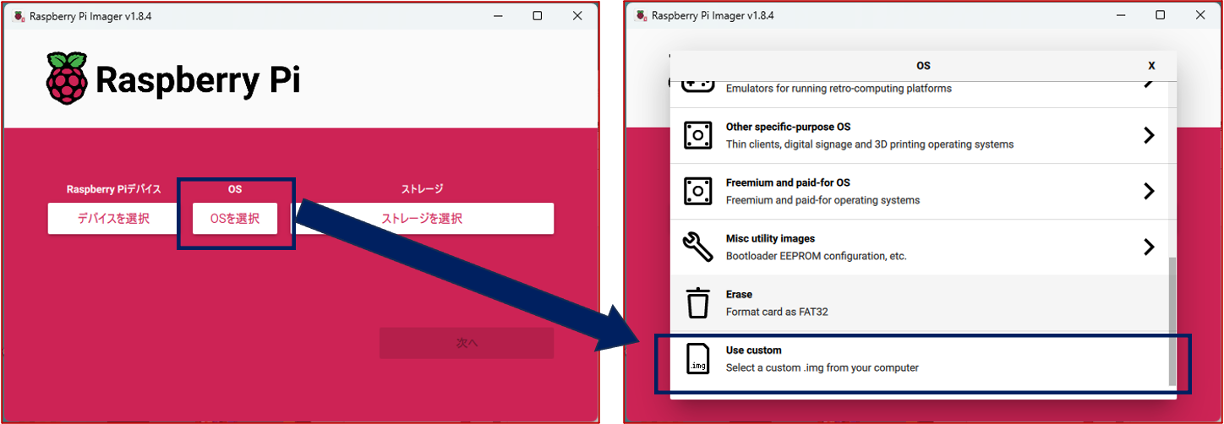 Raspberry Pi Imager v1.8.4
Raspberry Pi
Raspberry Piデバイス
OS
ストレージ
デバイスを選択
OSを選択
ストレージを選択
次へ
Raspberry Pi Imager v1.8.4
OS
X
Emulators for running retro-computing platforms
Other specific-purpose OS
Thin clients, digital signage and 3D printing operating systems
Freemium and paid-for OS
Freemium and paid-for operating systems
Misc utility images
Bootloader EEPROM configuration, etc.
Erase
Format card as FAT32
Use custom
.img
Select a custom .img from your computer